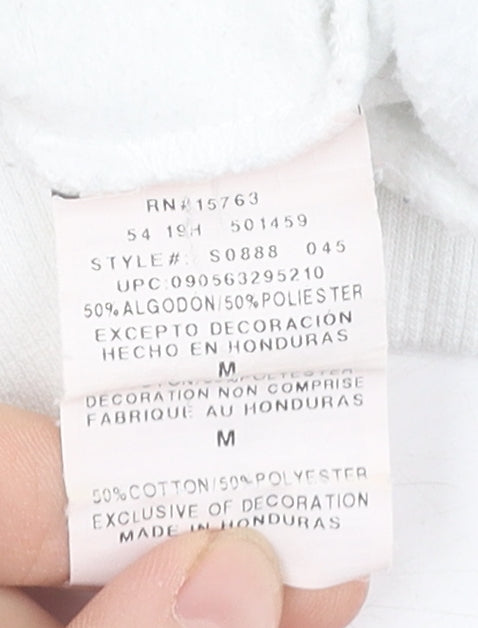 RN#15763
54 19H 501459
STYLE#: S0888 045
UPC:090563295210
50%ALGODON/50%POLIESTER
EXCEPTO DECORACIÓN
HECHO EN HONDURAS
M
DECORATION NON COMPRISE
FABRIQUE AU HONDURAS
M
50%COTTON/50%POLYESTER
EXCLUSIVE OF DECORATION
MADE IN HONDURAS